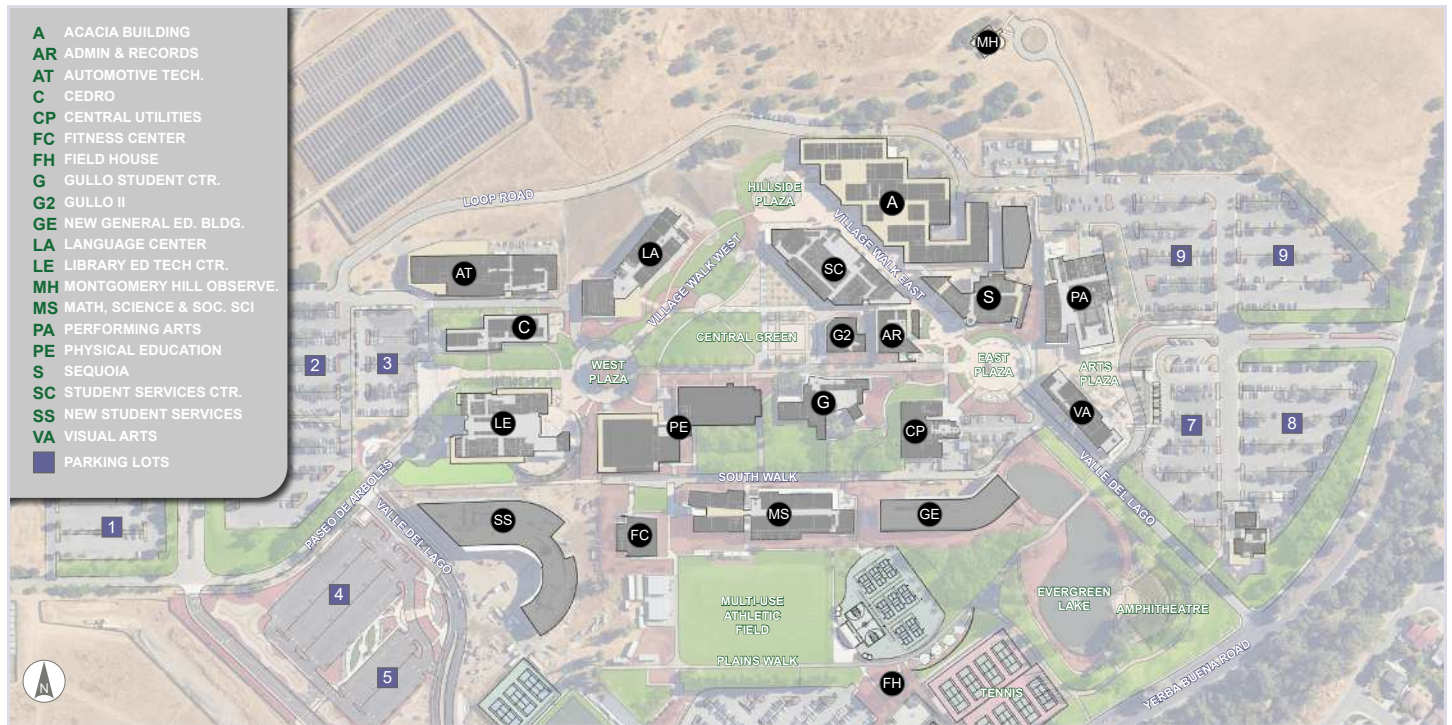 A ACACIA BUILDING
AR ADMIN & RECORDS
AT AUTOMOTIVE TECH.
C CEDRO
CP CENTRAL UTILITIES
FC FITNESS CENTER
FH FIELD HOUSE
G GULLO STUDENT CTR.
G2 GULLO II
GE NEW GENERAL ED. BLDG.
LA LANGUAGE CENTER
LE LIBRARY ED TECH CTR.
MH MONTGOMERY HILL OBSERVE.
MS MATH, SCIENCE & SOC. SCI
PA PERFORMING ARTS
PE PHYSICAL EDUCATION
S SEQUOIA
SC STUDENT SERVICES CTR.
SS NEW STUDENT SERVICES
VA VISUAL ARTS
PARKING LOTS
MH
LOOP ROAD
HILLSIDE
PLAZA
A
VILLAGE WALK WEST
VILLAGE WALK EAST
LA
AT
SC
S
PA
9
9
C
G2
AR
CENTRAL GREEN
2
3
WEST
PLAZA
EAST
PLAZA
ARTS
PLAZA
LE
PE
G
CP
VA
7
8
SOUTH WALK
PASEO DE ARBOLES
VALLE DEL LAGO
VALLE DEL LAGO
1
SS
FC
MS
GE
4
MULTI-USE
ATHLETIC
FIELD
EVERGREEN
LAKE
AMPHITHEATRE
PLAINS WALK
5
FH
TENNIS
YERBA BUENA ROAD
N